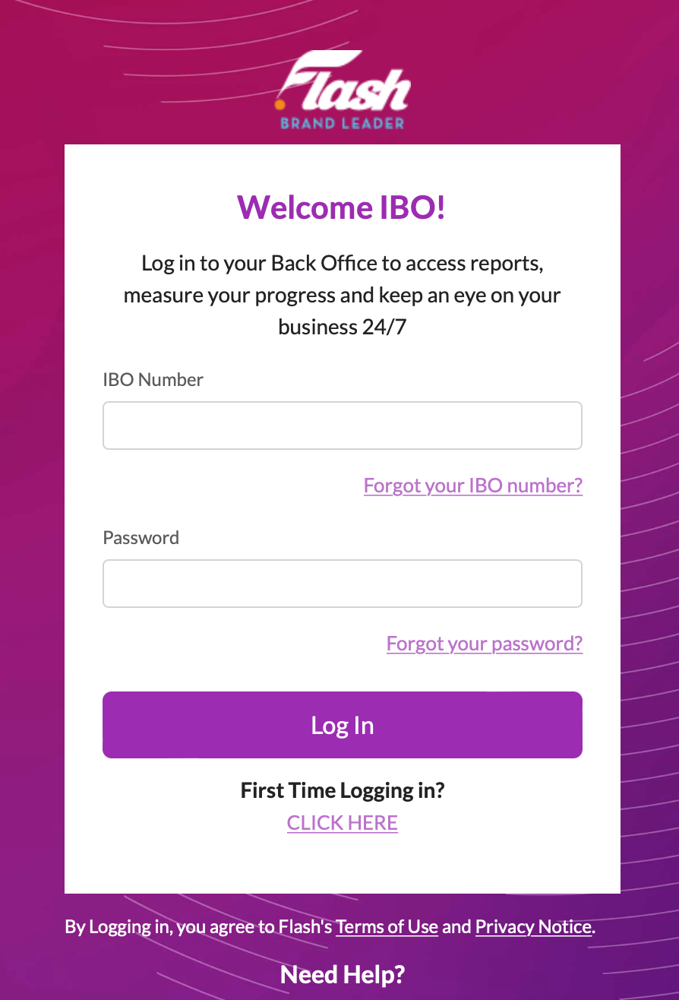 Flash
BRAND LEADER
Welcome IBO!
Log in to your Back Office to access reports,
measure your progress and keep an eye on your
business 24/7
IBO Number
Forgot your IBO number?
Password
Forgot your password?
Log In
First Time Logging in?
CLICK HERE
By Logging in, you agree to Flash's Terms of Use and Privacy Notice.
Need Help?